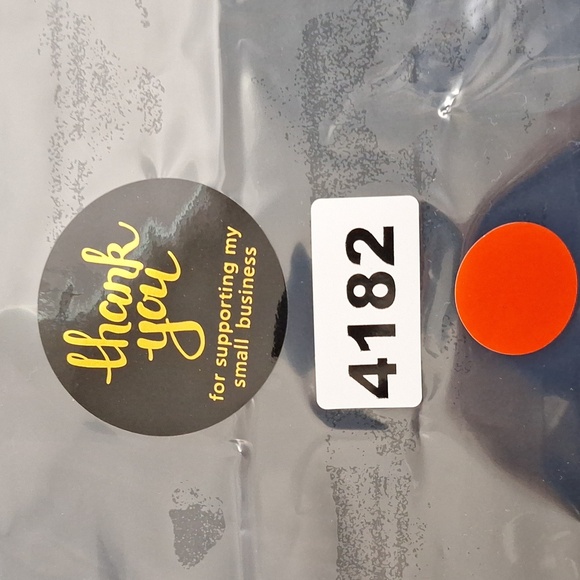 thank
you
for supporting my
small business
4182